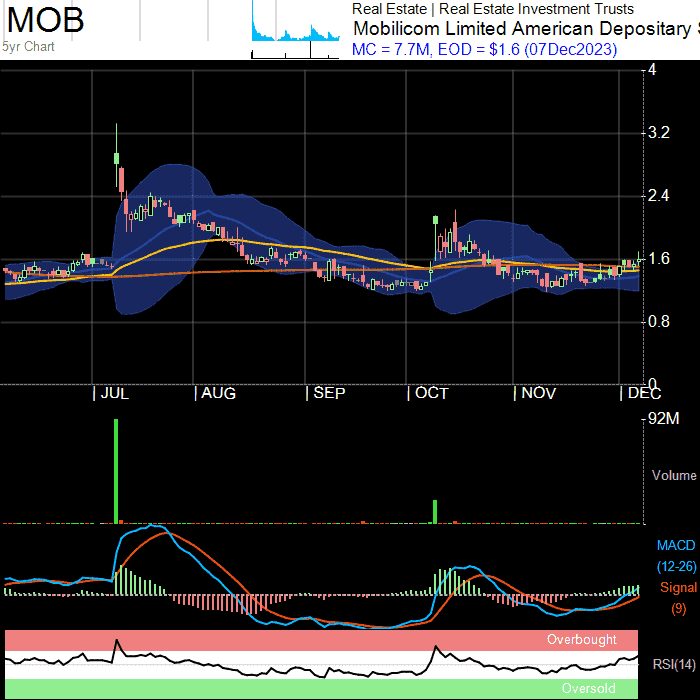 MOB
5yr Chart
Real Estate | Real Estate Investment Trusts
Mobilicom Limited American Depositary S
MC = 7.7M, EOD = $1.6 (07Dec2023)
4
3.2
2.4
1.6
0.8
0
JUL AUG SEP OCT NOV DEC
92M
Volume
MACD
(12-26)
Signal
(9)
Overbought
RSI(14)
Oversold